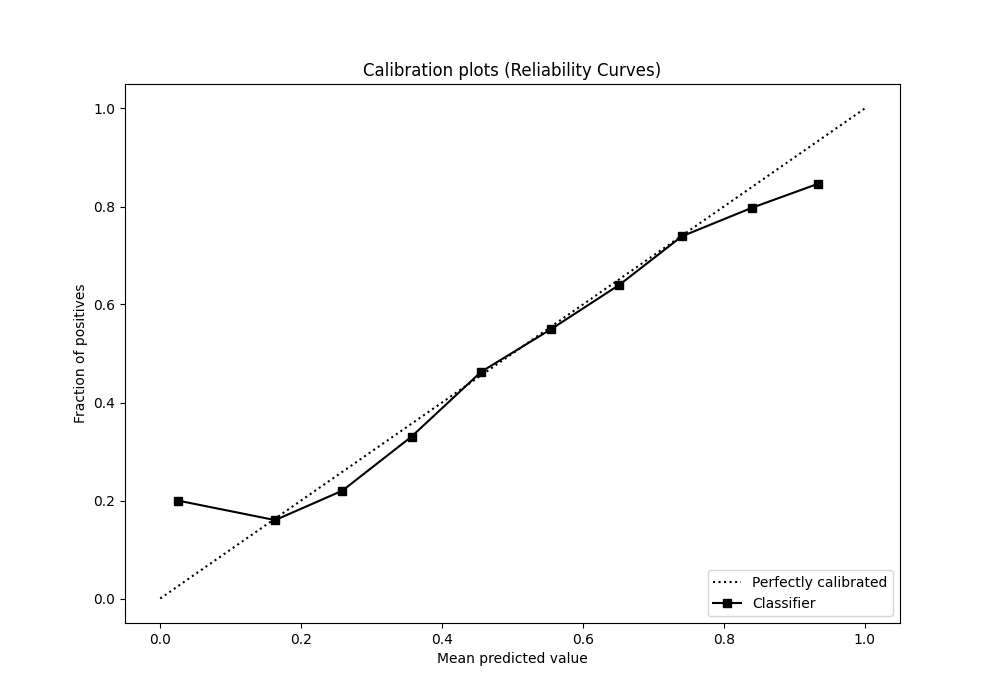 Calibration plots (Reliability Curves)
1.0
0.8
0.6
0.4
0.2
0.0
Fraction of positives
0.0 0.2 0.4 0.6 0.8 1.0
Mean predicted value
Perfectly calibrated
Classifier